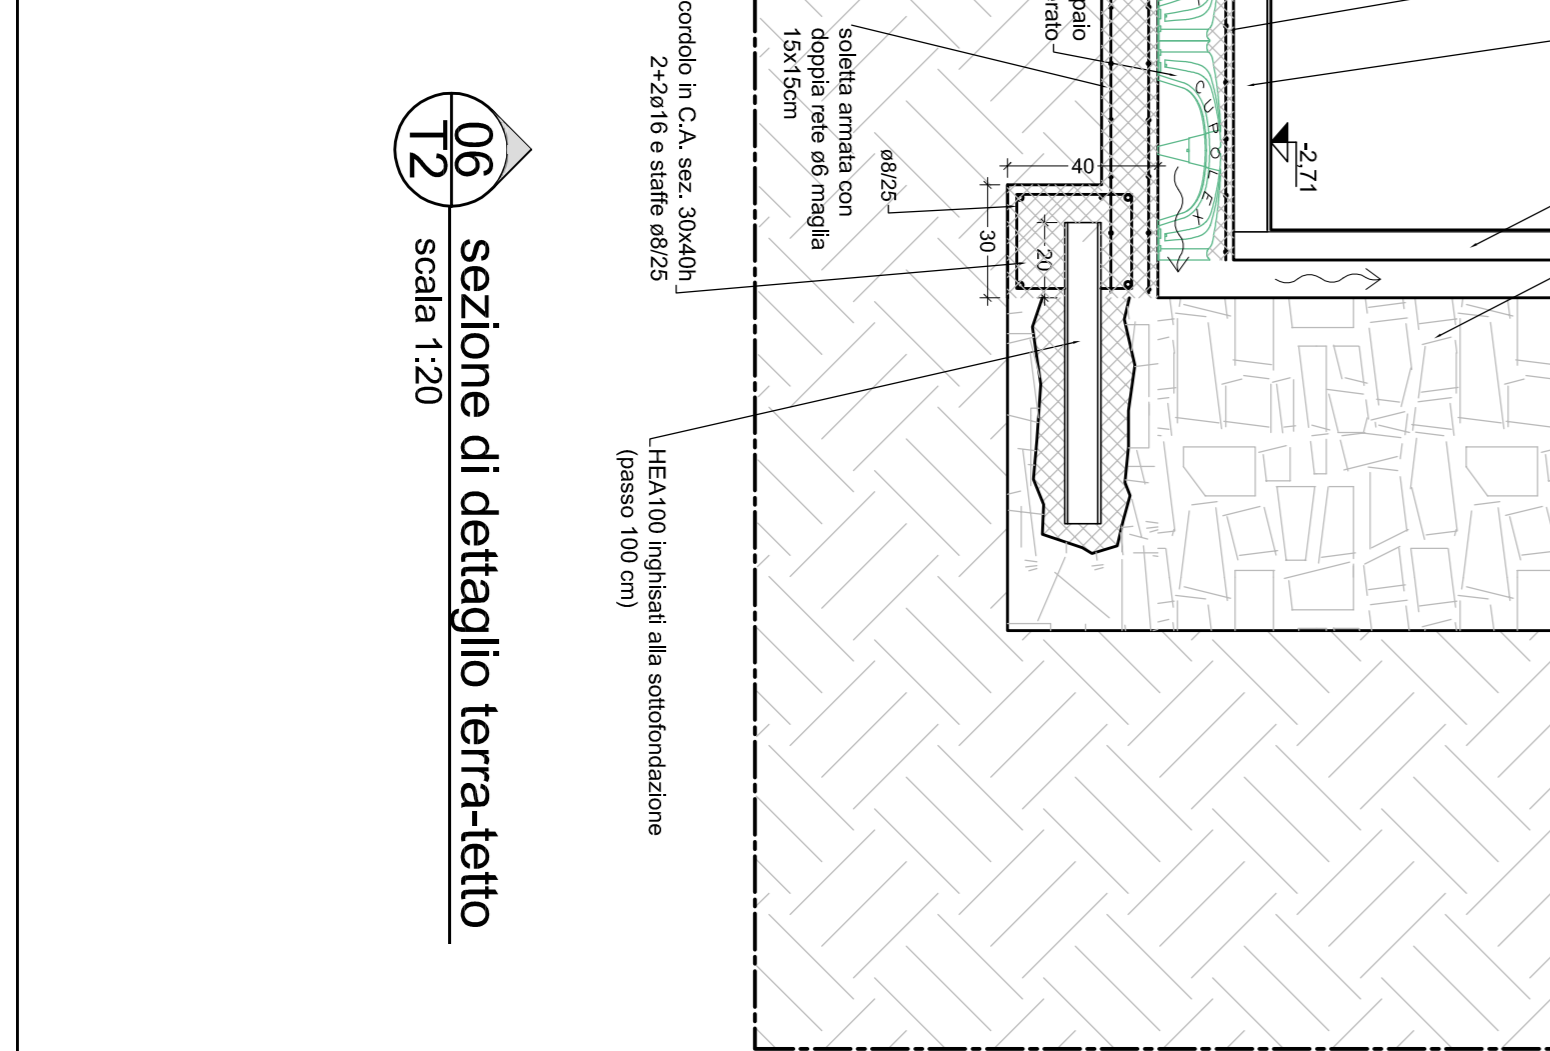 paio
erato
soletta armata con
doppia rete ø6 maglia
15x15cm
cordolo in C.A. sez. 30x40h
2+2ø16 e staffe ø8/25
ø8/25
40
30
20
CUPOLEX
-2,71
HEA100 inghisati alla sottofondazione
(passo 100 cm)
06
T2
sezione di dettaglio terra-tetto
scala 1:20